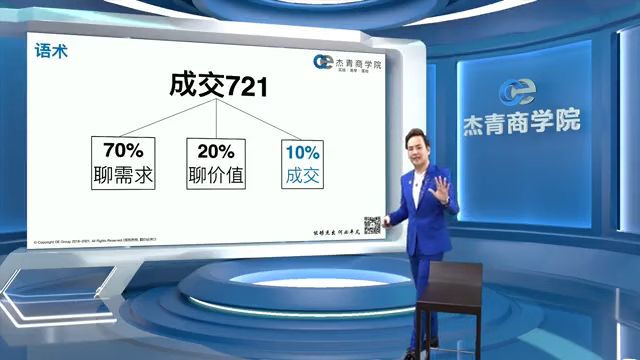 语术
杰青商学院
成交721
70%
聊需求
20%
聊价值
10%
成交
杰青商学院